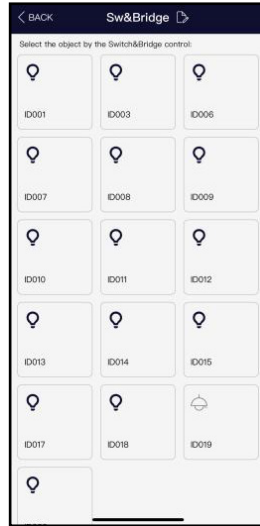 BACK
Sw&Bridge
Select the object by the Switch&Bridge control:
ID001
ID003
ID006
ID007
ID008
ID009
ID010
ID011
ID012
ID013
ID014
ID015
ID017
ID018
ID019